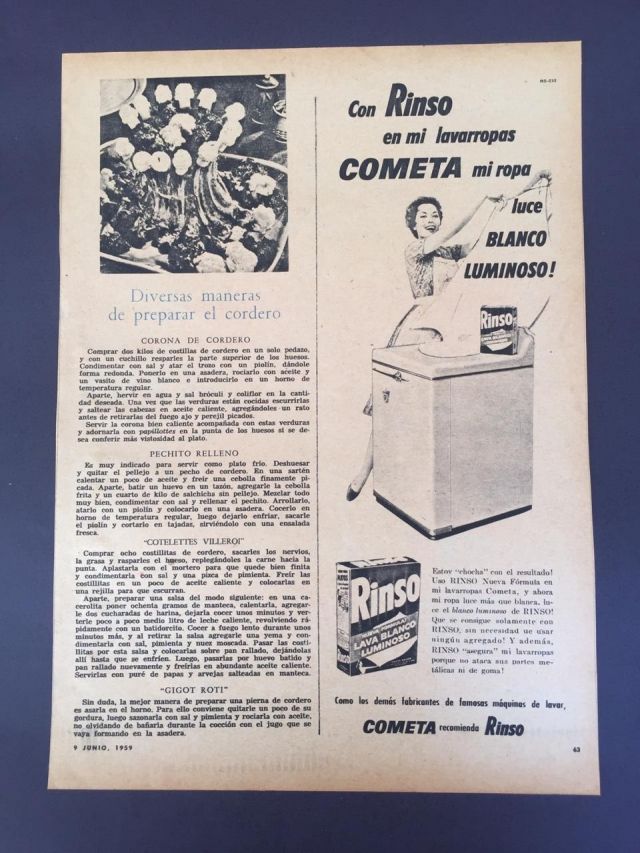 Diversas maneras
de preparar el cordero
CORONA DE CORDERO
Comprar dos kilos de costillas de cordero en un solo pedazo,
y con un cuchillo resparles la parte superior de los huesos.
Condimentar con sal y atar el trozo con un piolín, dándole
forma redonda. Ponerlo en una asadera, rociarlo con aceite y
un vasito de vino blanco e introducirlo en un horno de
temperatura regular.
Aparte, hervir en agua y sal bróculi y coliflor en la canti-
dad deseada. Una vez que las verduras están cocidas escurrirlas
y saltear las cabezas en aceite caliente, agregándoles un rato
antes de retirarlas del fuego ajo y perejil picados.
Servir la corona bien caliente acompañada con estas verduras
y adornarla con papillottes en la punta de los huesos si se de-
sea conferir más vistosidad al plato.
PECHITO RELLENO
Es muy indicado para servir como plato frío. Deshuesar
y quitar el pellejo a un pecho de cordero. En una sartén
calentar un poco de aceite y freír una cebolla finamente pi-
cada. Aparte, batir un huevo en un tazón, agregarle la cebolla
frita y un cuarto de kilo de salchicha sin pellejo. Mezclar todo
muy bien, condimentar con sal y rellenar el pechito. Arrollarlo,
atarlo con un piolín y colocarlo en una asadera. Cocerlo en
horno de temperatura regular, luego dejarlo enfriar, sacarle
el piolín y cortarlo en tajadas, sirviéndolo con una ensalada
fresca.
"COTELETTES VILLEROI"
Comprar ocho costillitas de cordero, sacarles los nervios,
la grasa y rasparles el hueso, replegándoles la carne hacia la
punta. Aplastarla con el mortero para que quede bien finita
y condimentarla con sal y una pizca de pimienta. Freír las
costillitas en un poco de aceite caliente y colocarlas en
una rejilla para que escurran.
Aparte, preparar una salsa del modo siguiente: en una ca-
cerolita poner ochenta gramos de manteca, calentarla, agregar-
le dos cucharadas de harina, dejarla cocer unos minutos y ver-
terle poco a poco medio litro de leche caliente, revolviendo rá-
pidamente con un batidorcito. Cocer a fuego lento durante unos
minutos más, y al retirar la salsa agregarle una yema y con-
dimentarla con sal, pimienta y nuez moscada. Pasar las costi-
llitas por esta salsa y colocarlas sobre pan rallado, dejándolas
allí hasta que se enfríen. Luego, pasarlas por huevo batido y
pan rallado nuevamente y freírlas en abundante aceite caliente.
Servirlas con puré de papas y arvejas salteadas en manteca.
"GIGOT ROTI"
Sin duda, la mejor manera de preparar una pierna de cordero
es asarla en el horno. Para ello conviene quitarle un poco de su
gordura, luego sazonarla con sal y pimienta y rociarla con aceite,
no olvidando de bañarla durante la cocción con el jugo que se
vaya formando en la asadera.
9 JUNIO, 1959
Con Rinso
en mi lavarropas
COMETA mi ropa
luce
BLANCO
LUMINOSO!
Rinso
Rinso
LAVA BLANCO
LUMINOSO
Estoy "chocha" con el resultado!
Uso RINSO Nueva Fórmula en
mi lavarropas Cometa, y ahora
mi ropa luce más que blanca, lu-
ce el blanco luminoso de RINSO!
Que se consigue solamente con
RINSO, sin necesidad de usar
ningún agregado! Y además,
RINSO "asegura" mi lavarropas
porque no ataca sus partes me-
tálicas ni de goma!
Como los demás fabricantes de famosas máquinas de lavar,
COMETA recomienda Rinso
63